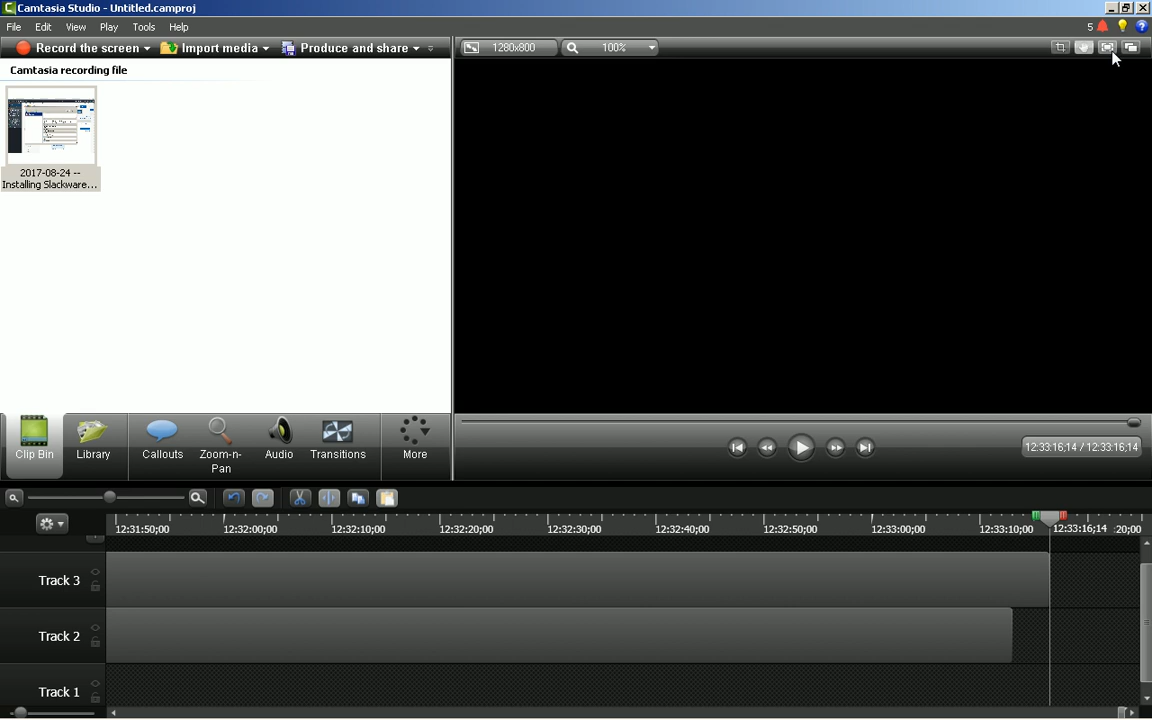 Camtasia Studio - Untitled.camproj
File Edit View Play Tools Help 5
Record the screen Import media Produce and share 1280x800 100%
Camtasia recording file
2017-08-24 --
Installing Slackware...
Clip Bin Library Callouts Zoom-n-Pan Audio Transitions More
12:33:16;14 / 12:33:16;14
12:31:50;00 12:32:00;00 12:32:10;00 12:32:20;00 12:32:30;00 12:32:40;00 12:32:50;00 12:33:00;00 12:33:10;00 12:33:16;14 :20;00
Track 3
Track 2
Track 1